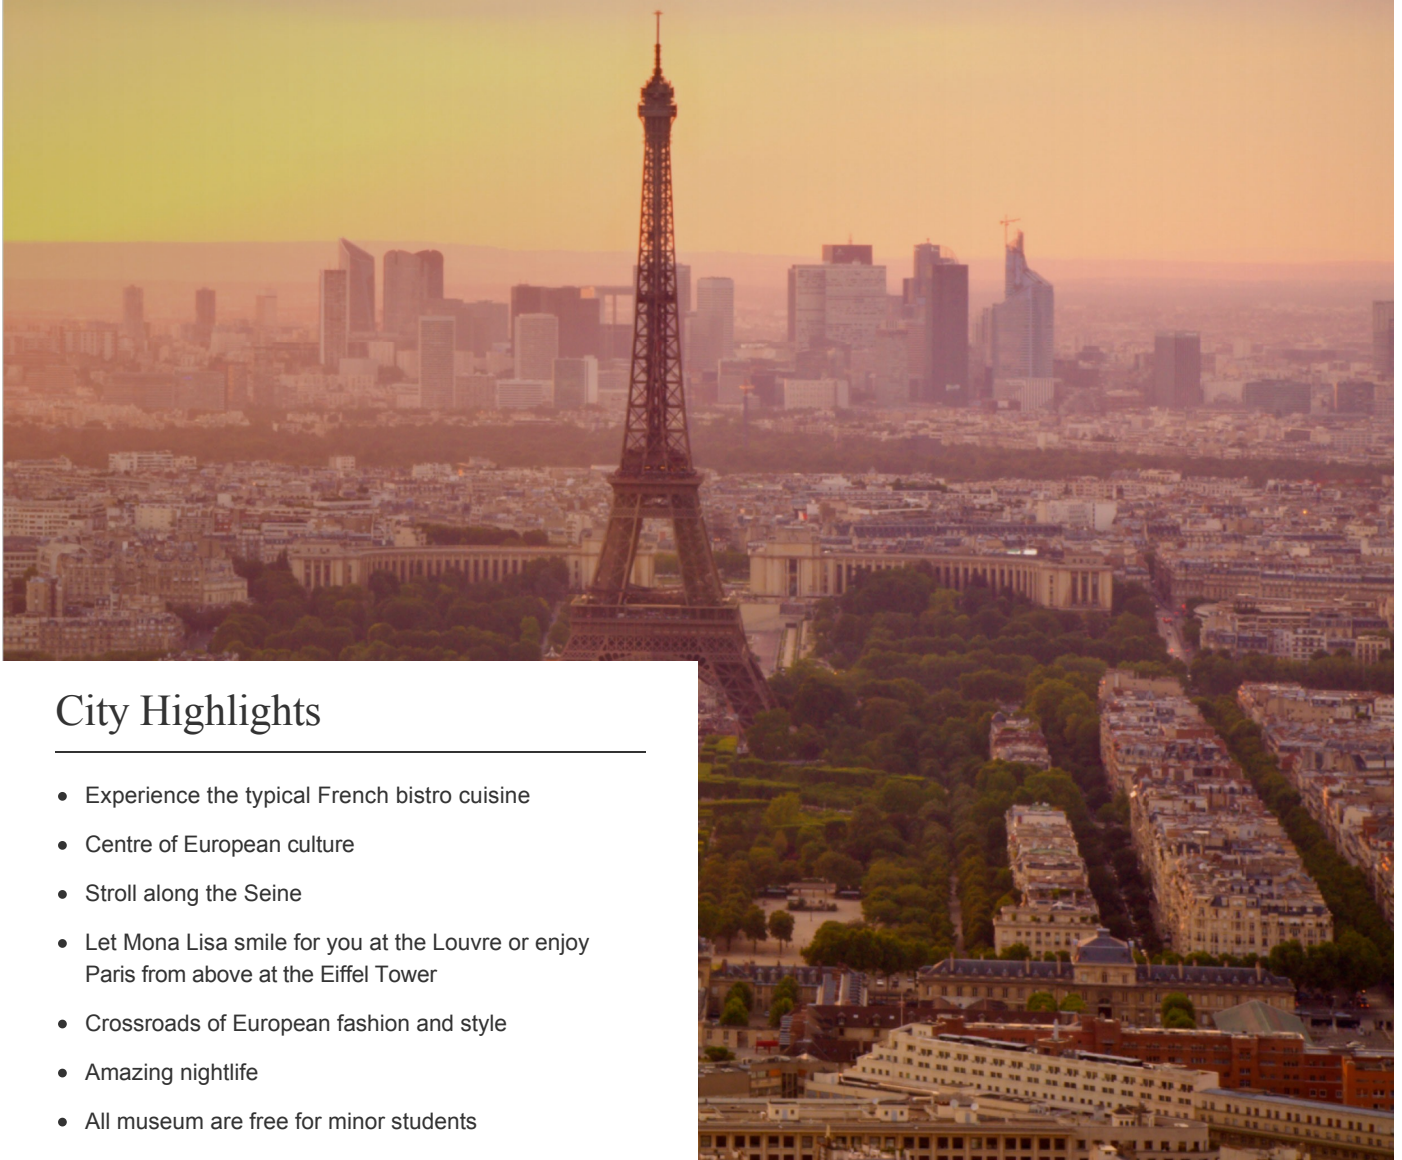 City Highlights
Experience the typical French bistro cuisine
Centre of European culture
Stroll along the Seine
Let Mona Lisa smile for you at the Louvre or enjoy
Paris from above at the Eiffel Tower
Crossroads of European fashion and style
Amazing nightlife
All museum are free for minor students